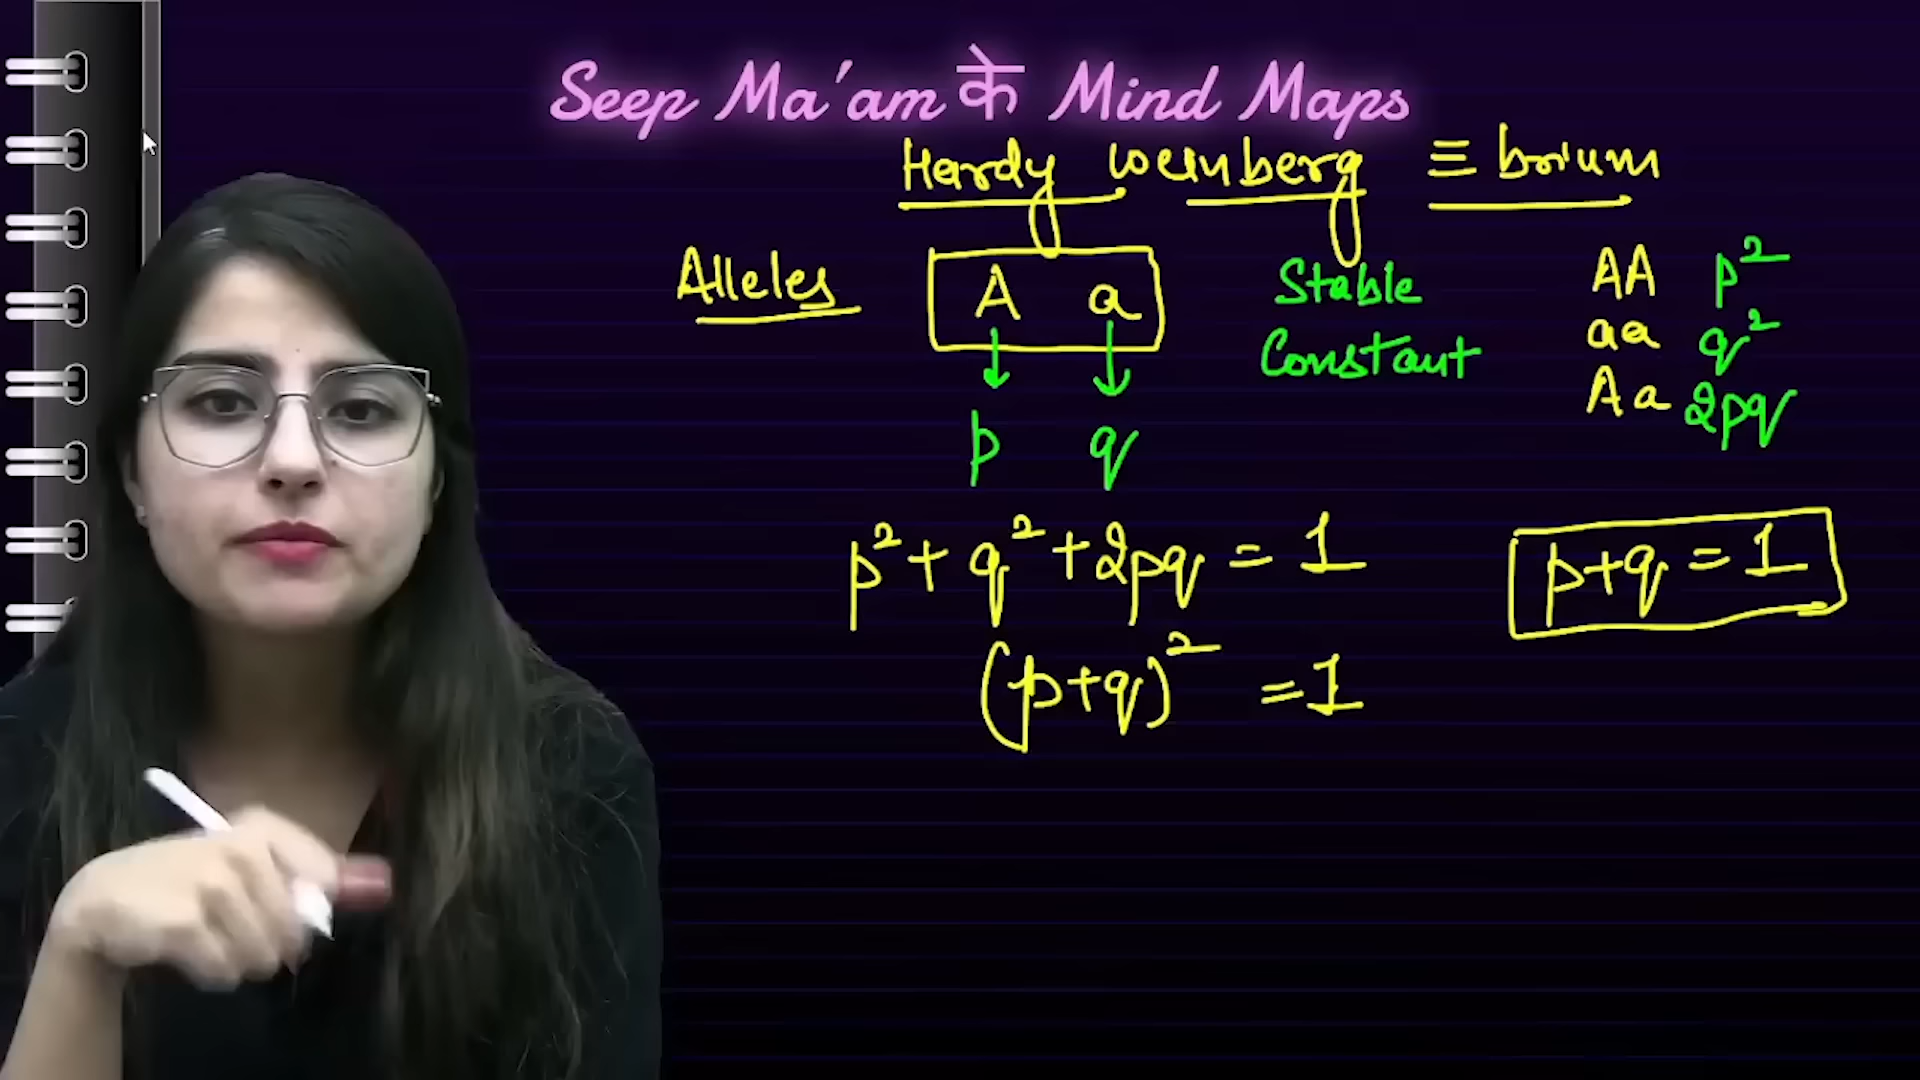 Seep Ma'am के Mind Maps
Hardy Weinberg ≡ brium
Alleles A a Stable AA p²
Constant aa q²
Aa 2pq
p q
p² + q² + 2pq = 1 p+q = 1
(p+q)² = 1